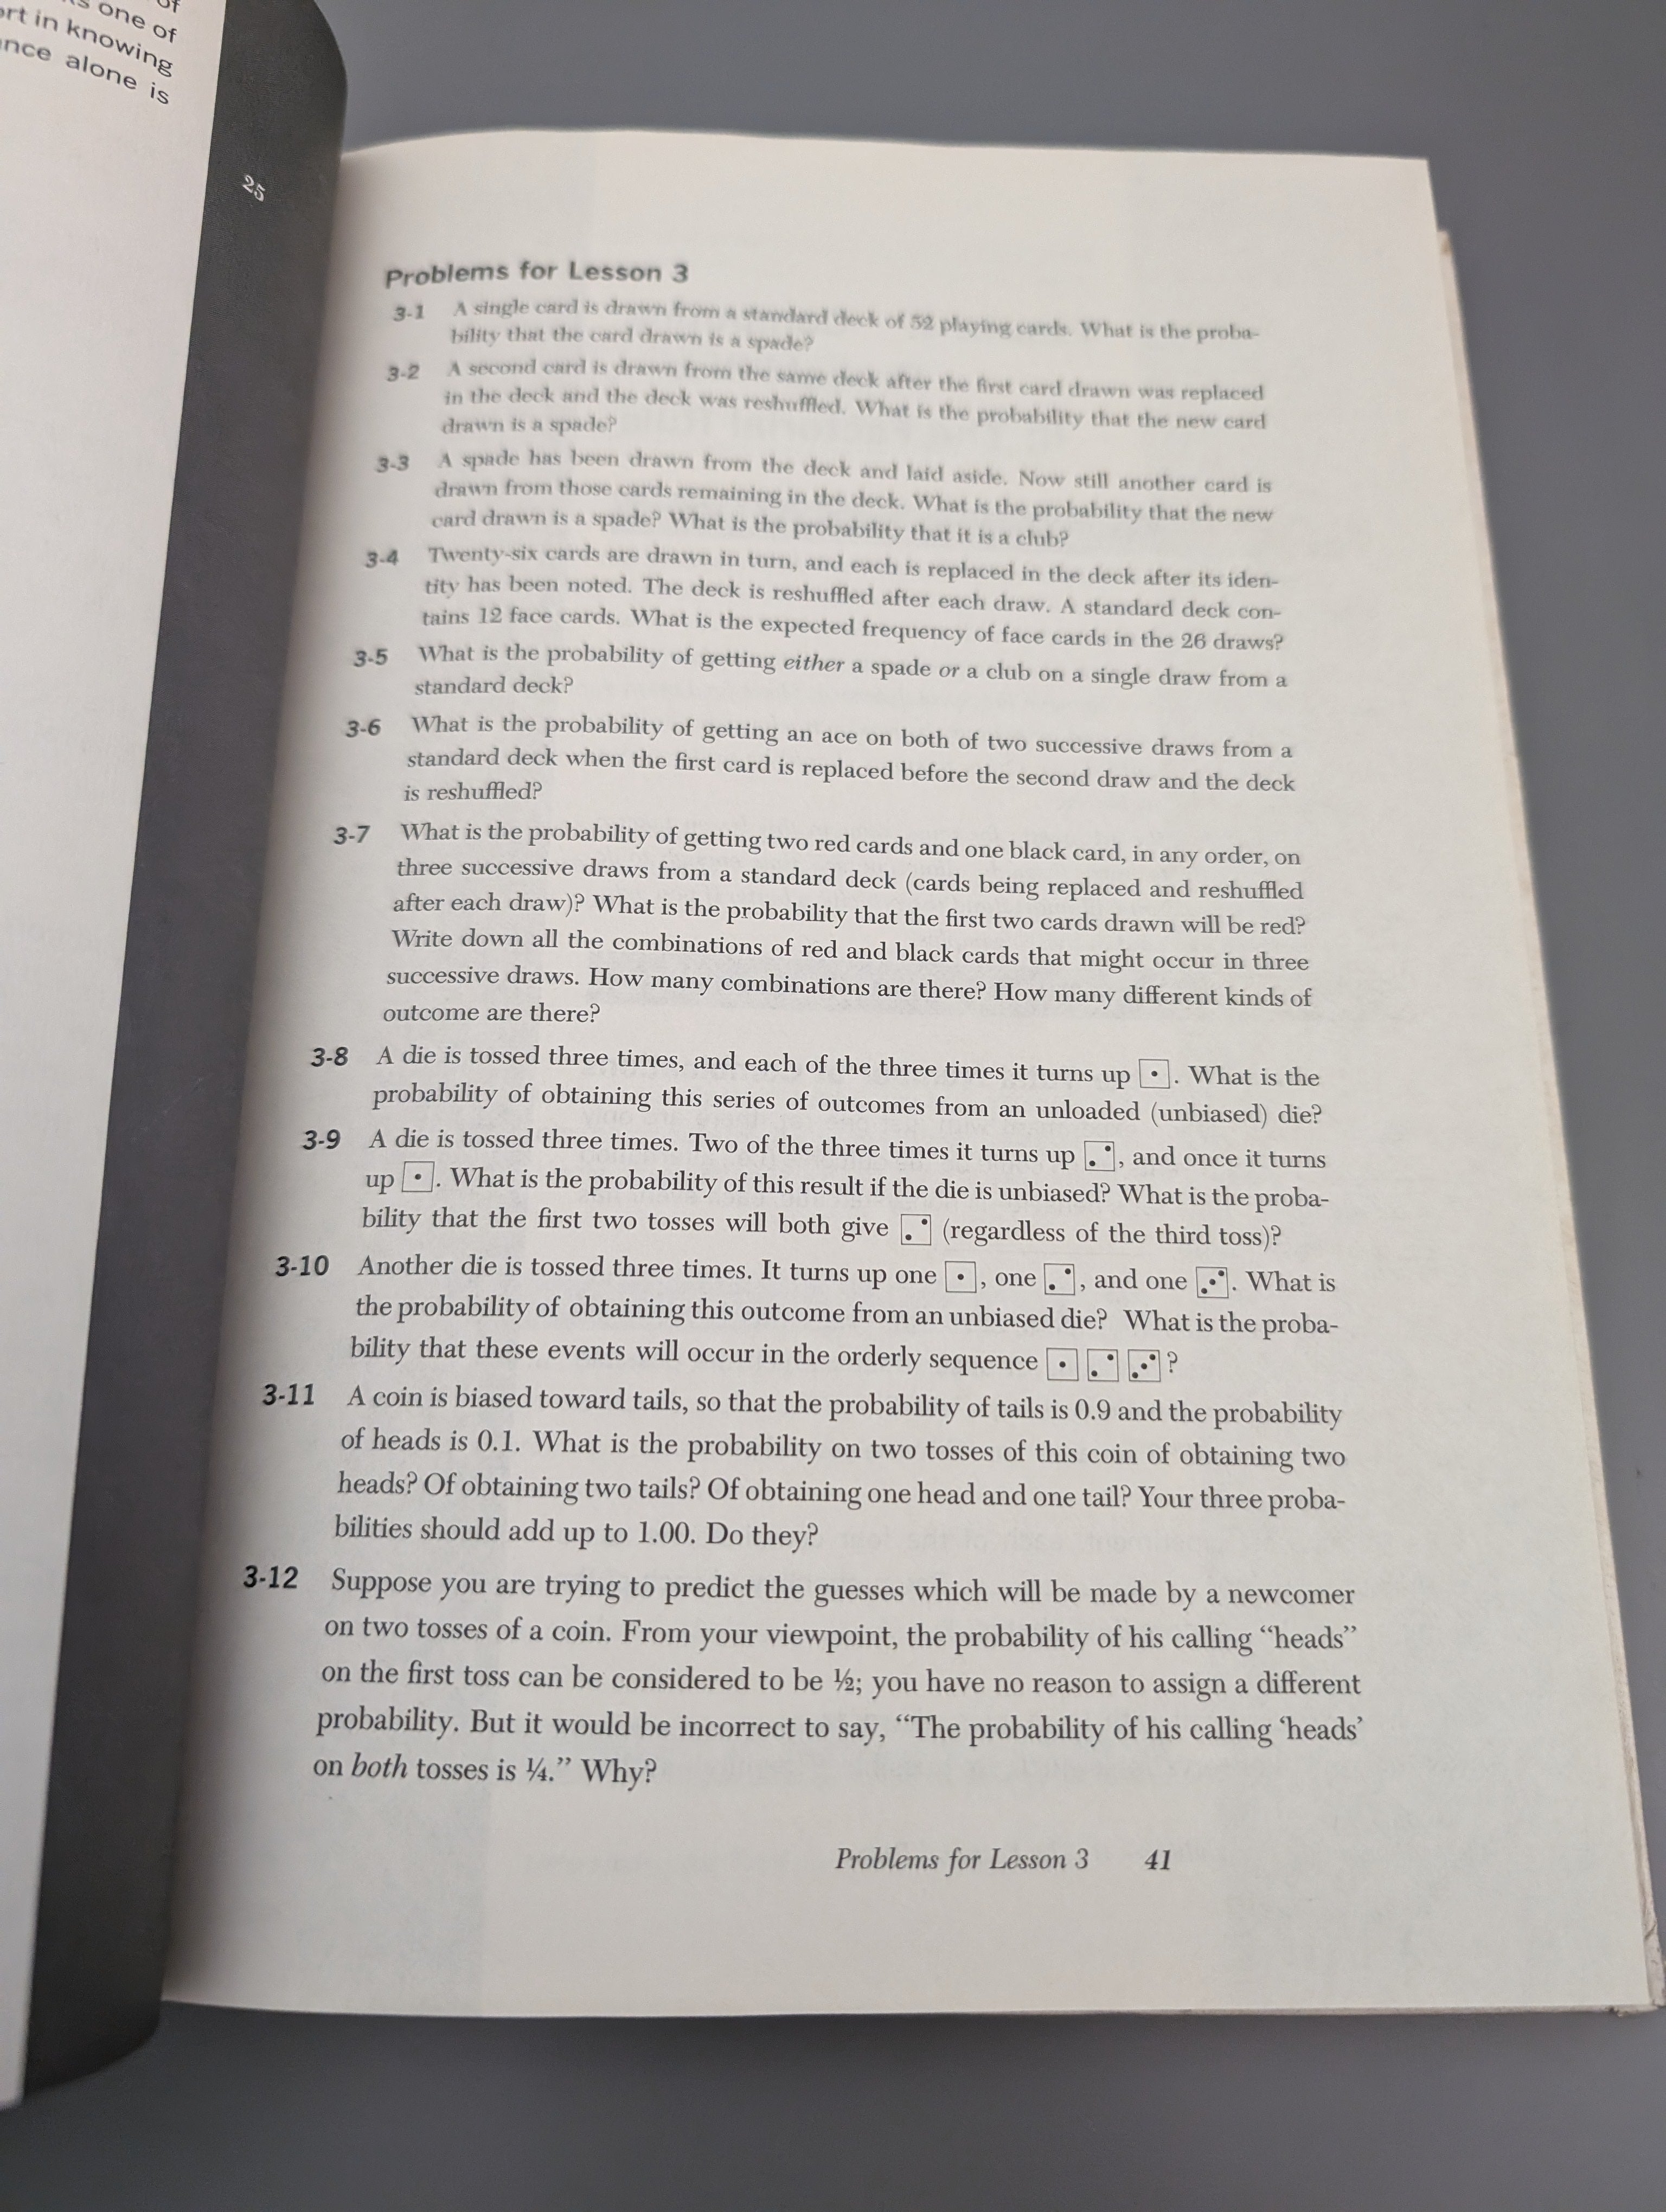 of
s one of
rt in knowing
nce alone is
25
Problems for Lesson 3
3-1 A single card is drawn from a standard deck of 52 playing cards. What is the proba-
bility that the card drawn is a spade?
3-2 A second card is drawn from the same deck after the first card drawn was replaced
in the deck and the deck was reshuffled. What is the probability that the new card
drawn is a spade?
3-3 A spade has been drawn from the deck and laid aside. Now still another card is
drawn from those cards remaining in the deck. What is the probability that the new
card drawn is a spade? What is the probability that it is a club?
3-4 Twenty-six cards are drawn in turn, and each is replaced in the deck after its iden-
tity has been noted. The deck is reshuffled after each draw. A standard deck con-
tains 12 face cards. What is the expected frequency of face cards in the 26 draws?
3-5 What is the probability of getting either a spade or a club on a single draw from a
standard deck?
3-6 What is the probability of getting an ace on both of two successive draws from a
standard deck when the first card is replaced before the second draw and the deck
is reshuffled?
3-7 What is the probability of getting two red cards and one black card, in any order, on
three successive draws from a standard deck (cards being replaced and reshuffled
after each draw)? What is the probability that the first two cards drawn will be red?
Write down all the combinations of red and black cards that might occur in three
successive draws. How many combinations are there? How many different kinds of
outcome are there?
3-8 A die is tossed three times, and each of the three times it turns up ⚀. What is the
probability of obtaining this series of outcomes from an unloaded (unbiased) die?
3-9 A die is tossed three times. Two of the three times it turns up ⚁, and once it turns
up ⚀. What is the probability of this result if the die is unbiased? What is the proba-
bility that the first two tosses will both give ⚁ (regardless of the third toss)?
3-10 Another die is tossed three times. It turns up one ⚀, one ⚁, and one ⚂. What is
the probability of obtaining this outcome from an unbiased die? What is the proba-
bility that these events will occur in the orderly sequence ⚀ ⚁ ⚂?
3-11 A coin is biased toward tails, so that the probability of tails is 0.9 and the probability
of heads is 0.1. What is the probability on two tosses of this coin of obtaining two
heads? Of obtaining two tails? Of obtaining one head and one tail? Your three proba-
bilities should add up to 1.00. Do they?
3-12 Suppose you are trying to predict the guesses which will be made by a newcomer
on two tosses of a coin. From your viewpoint, the probability of his calling “heads”
on the first toss can be considered to be ½; you have no reason to assign a different
probability. But it would be incorrect to say, “The probability of his calling ‘heads’
on both tosses is ¼.” Why?
Problems for Lesson 3 41